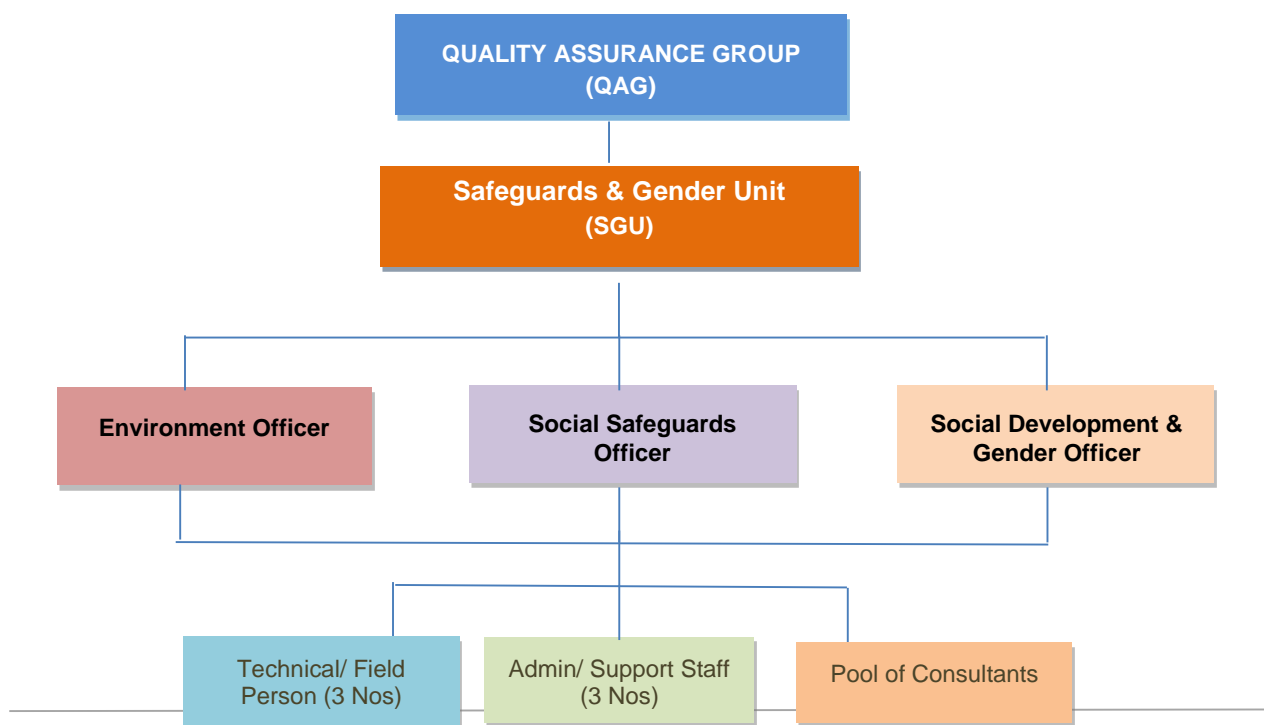 QUALITY ASSURANCE GROUP
(QAG)
Safeguards & Gender Unit
(SGU)
Environment Officer
Social Safeguards
Officer
Social Development &
Gender Officer
Technical/ Field
Person (3 Nos)
Admin/ Support Staff
(3 Nos)
Pool of Consultants